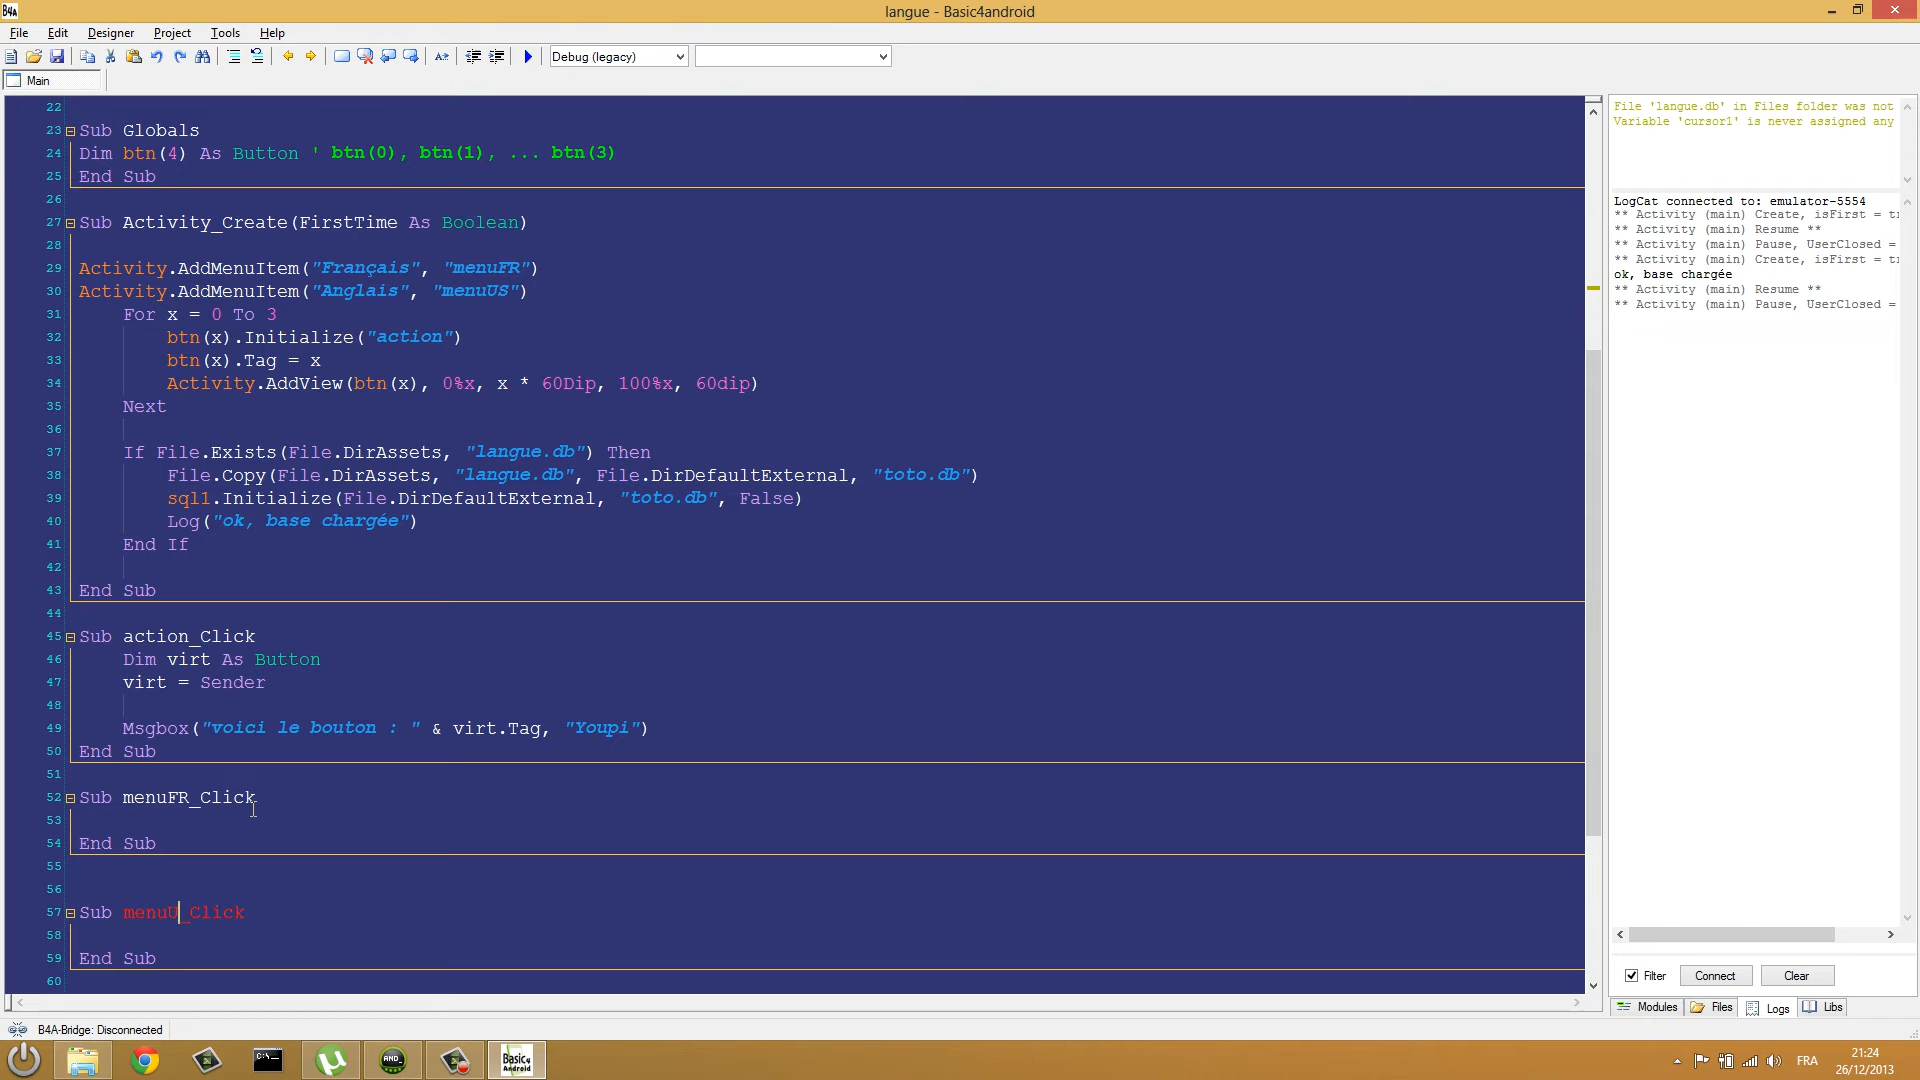 B4A
langue - Basic4android
File Edit Designer Project Tools Help
Debug (legacy)
Main
22
23 Sub Globals
24 Dim btn(4) As Button ' btn(0), btn(1), ... btn(3)
25 End Sub
26
27 Sub Activity_Create(FirstTime As Boolean)
28
29 Activity.AddMenuItem("Français", "menuFR")
30 Activity.AddMenuItem("Anglais", "menuUS")
31 For x = 0 To 3
32 btn(x).Initialize("action")
33 btn(x).Tag = x
34 Activity.AddView(btn(x), 0%x, x * 60Dip, 100%x, 60dip)
35 Next
36
37 If File.Exists(File.DirAssets, "langue.db") Then
38 File.Copy(File.DirAssets, "langue.db", File.DirDefaultExternal, "toto.db")
39 sql1.Initialize(File.DirDefaultExternal, "toto.db", False)
40 Log("ok, base chargée")
41 End If
42
43 End Sub
44
45 Sub action_Click
46 Dim virt As Button
47 virt = Sender
48
49 Msgbox("voici le bouton : " & virt.Tag, "Youpi")
50 End Sub
51
52 Sub menuFR_Click
53
54 End Sub
55
56
57 Sub menuU_Click
58
59 End Sub
60
File 'langue.db' in Files folder was not
Variable 'cursor1' is never assigned any
LogCat connected to: emulator-5554
** Activity (main) Create, isFirst = tr
** Activity (main) Resume **
** Activity (main) Pause, UserClosed =
** Activity (main) Create, isFirst = tr
ok, base chargée
** Activity (main) Resume **
** Activity (main) Pause, UserClosed =
Filter Connect Clear
Modules Files Logs Libs
B4A-Bridge: Disconnected
C:\_
AND_
Basic4 Android
FRA
21:24
26/12/2013